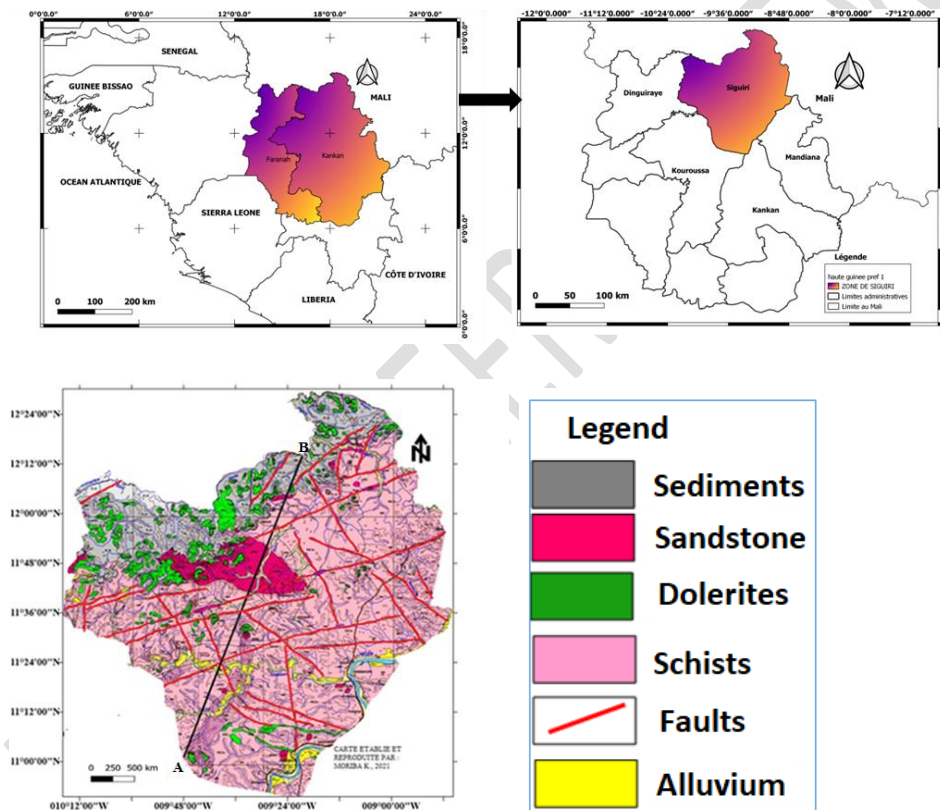 0°0'0.0" 6°0'0.0" 12°0'0.0" 18°0'0.0"
SENEGAL
GUINEE BISSAO
MALI
Faranah
Kankan
OCEAN ATLANTIQUE
SIERRA LEONE
CÔTE D'IVOIRE
LIBERIA
0 100 200 km
18°0'0.0"
12°0'0.0"
6°0'0.0"
0°0'0.0"
-12°0'0.000" -11°12'0.000" -10°24'0.000" -9°36'0.000" -8°48'0.000" -8°0'0.000" -7°12'0.000"
Siguiri
Dinguiraye
Mali
Kouroussa
Mandiana
Kankan
Légende
haute guinee pref 1
ZONE DE SIGUIRI
Limites administratives
Limite au Mali
0 50 100 km
12°24'00"N
12°12'00"N
12°00'00"N
11°48'00"N
11°36'00"N
11°24'00"N
11°12'00"N
11°00'00"N
B
N
A
CARTE ETABLIE ET
REPRODUITE PAR :
MORIBA K., 2021
0 250 500 km
010°12'00"N 009°48'00"N 009°24'00"N 009°00'00"N
Legend
Sediments
Sandstone
Dolerites
Schists
Faults
Alluvium